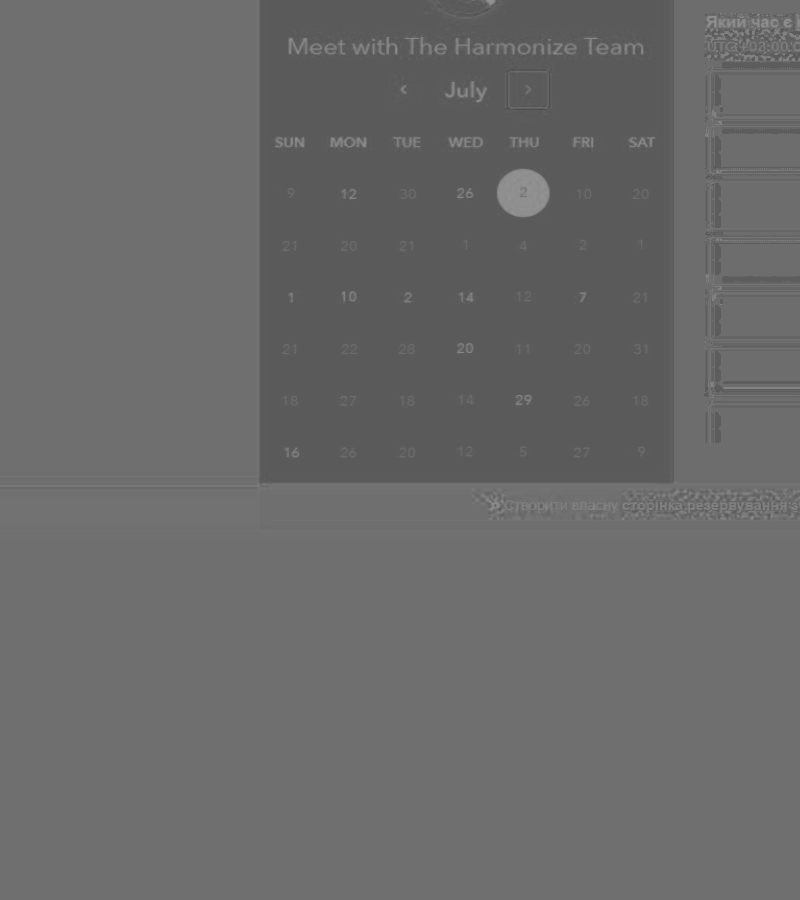 Meet with The Harmonize Team
‹ July ›
SUN MON TUE WED THU FRI SAT
9 12 30 26 2 10 20
21 20 21 1 4 2 1
1 10 2 14 12 7 21
21 22 28 20 11 20 31
18 27 18 14 29 26 18
16 26 20 12 5 27 9
Який час є
UTC+03:00
Створити власну сторінка резервування з